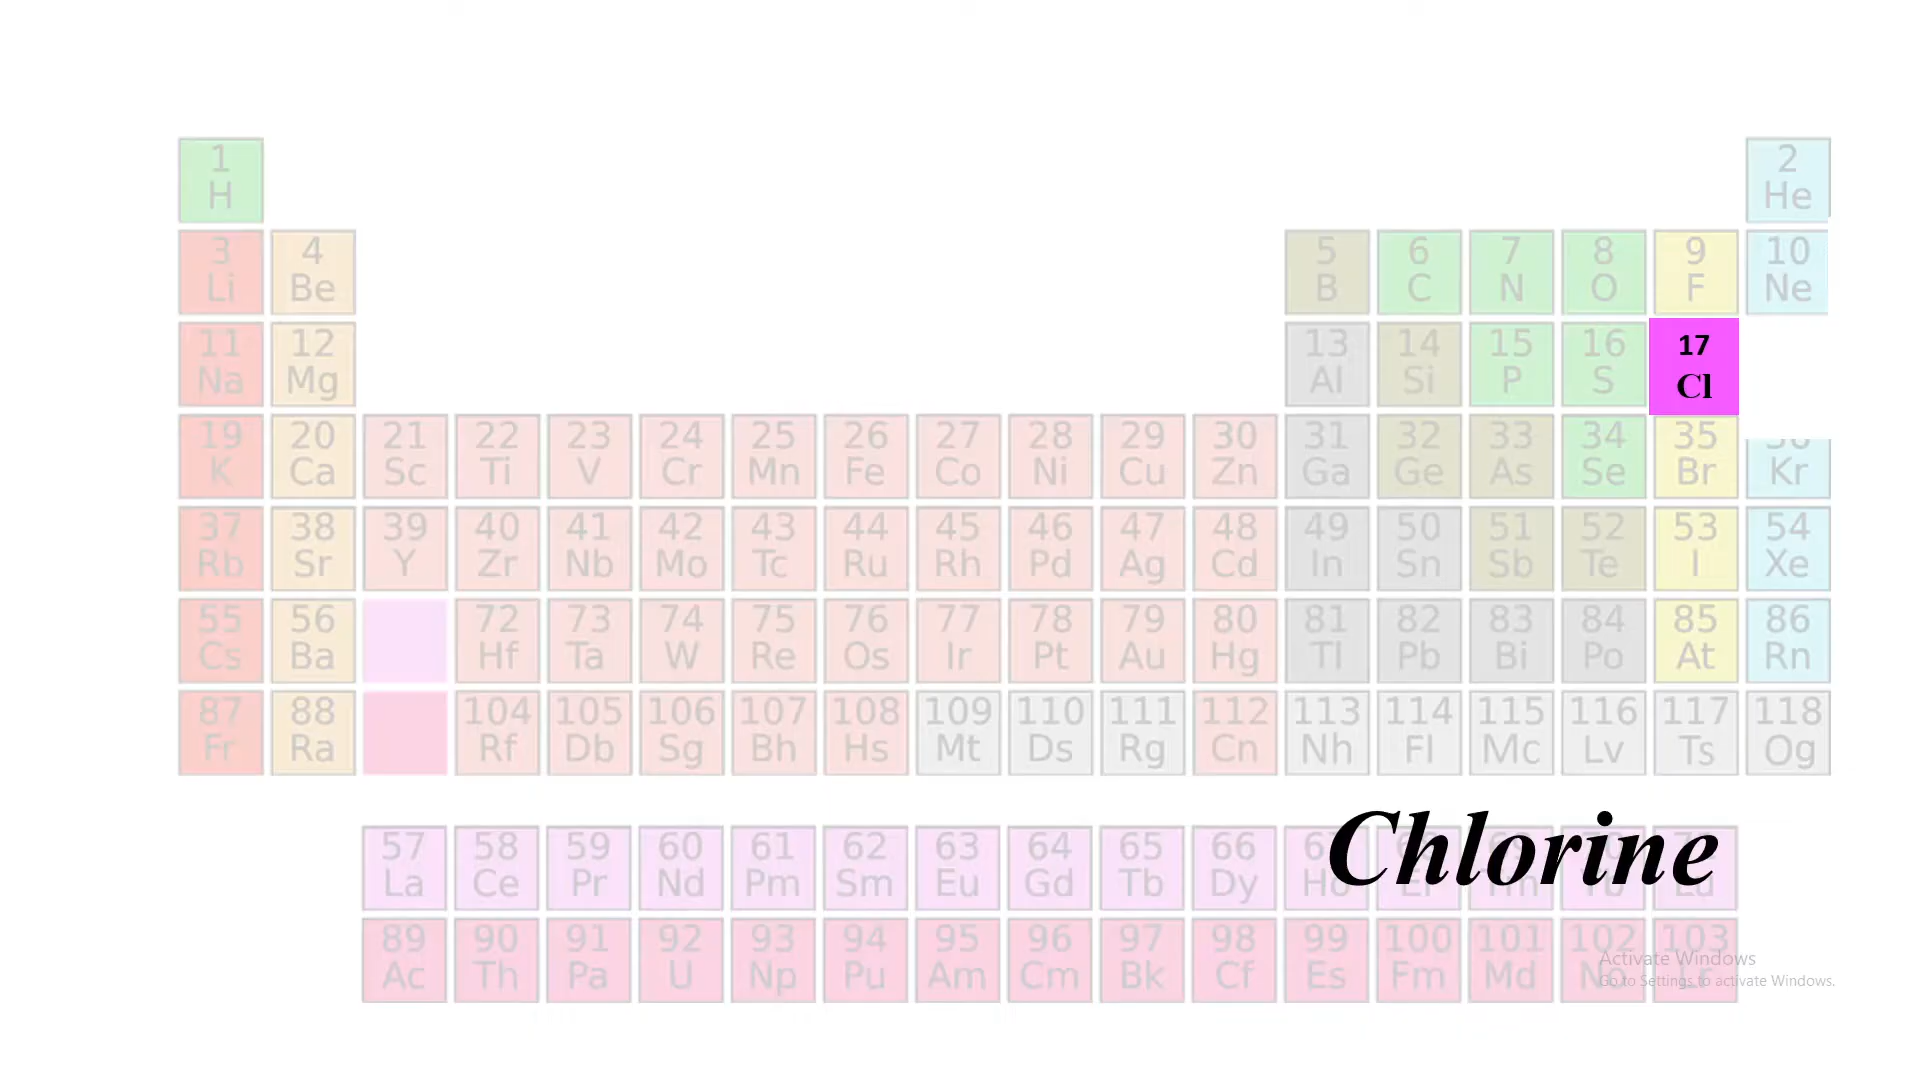 1 2
H He
3 4 5 6 7 8 9 10
Li Be B C N O F Ne
11 12 13 14 15 16 17
Na Mg Al Si P S Cl
19 20 21 22 23 24 25 26 27 28 29 30 31 32 33 34 35
K Ca Sc Ti V Cr Mn Fe Co Ni Cu Zn Ga Ge As Se Br Kr
37 38 39 40 41 42 43 44 45 46 47 48 49 50 51 52 53 54
Rb Sr Y Zr Nb Mo Tc Ru Rh Pd Ag Cd In Sn Sb Te I Xe
55 56 72 73 74 75 76 77 78 79 80 81 82 83 84 85 86
Cs Ba Hf Ta W Re Os Ir Pt Au Hg Tl Pb Bi Po At Rn
87 88 104 105 106 107 108 109 110 111 112 113 114 115 116 117 118
Fr Ra Rf Db Sg Bh Hs Mt Ds Rg Cn Nh Fl Mc Lv Ts Og
Chlorine
57 58 59 60 61 62 63 64 65 66
La Ce Pr Nd Pm Sm Eu Gd Tb Dy Ho
89 90 91 92 93 94 95 96 97 98 99 100 101 102 103
Ac Th Pa U Np Pu Am Cm Bk Cf Es Fm Md No Lr
Activate Windows
Go to Settings to activate Windows.